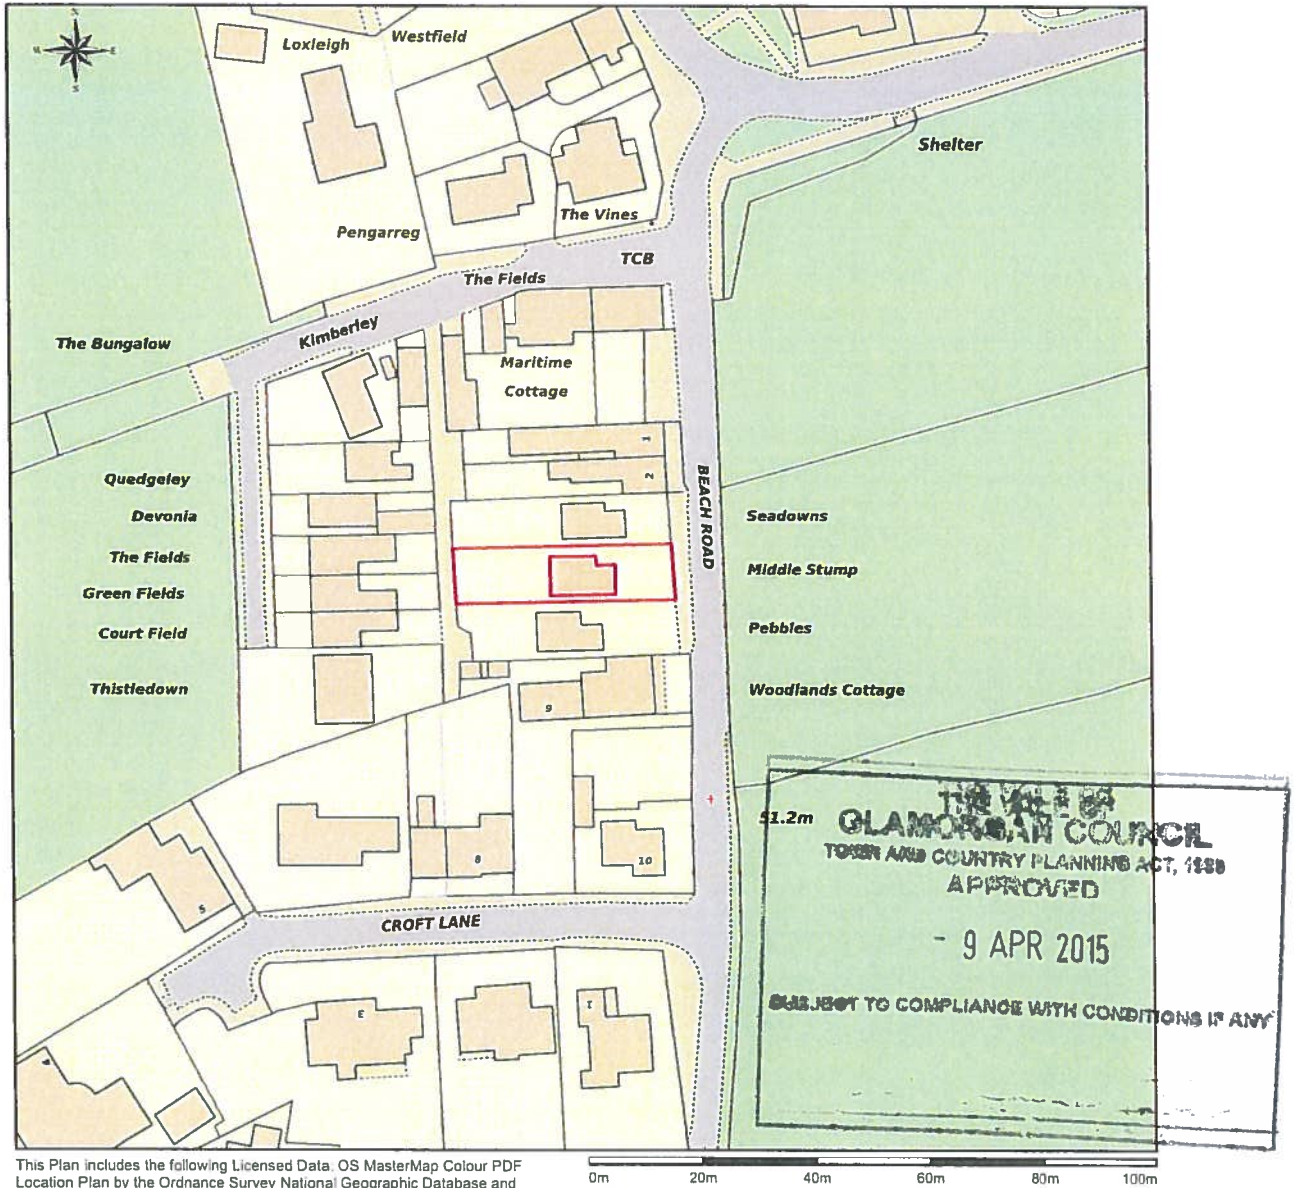 Loxleigh
Westfield
Shelter
The Vines
Pengarreg
TCB
The Fields
Kimberley
The Bungalow
Maritime
Cottage
1
2
BEACH ROAD
Quedgeley
Devonia
The Fields
Green Fields
Court Field
Thistledown
Seadowns
Middle Stump
Pebbles
Woodlands Cottage
9
51.2m
8
10
5
CROFT LANE
3
1
GLAMORGAN COUNCIL
TOWN AND COUNTRY PLANNING ACT,
APPROVED
- 9 APR 2015
SUBJECT TO COMPLIANCE WITH CONDITIONS IF ANY
This Plan includes the following Licensed Data: OS MasterMap Colour PDF
Location Plan by the Ordnance Survey National Geographic Database and
0m 20m 40m 60m 80m 100m